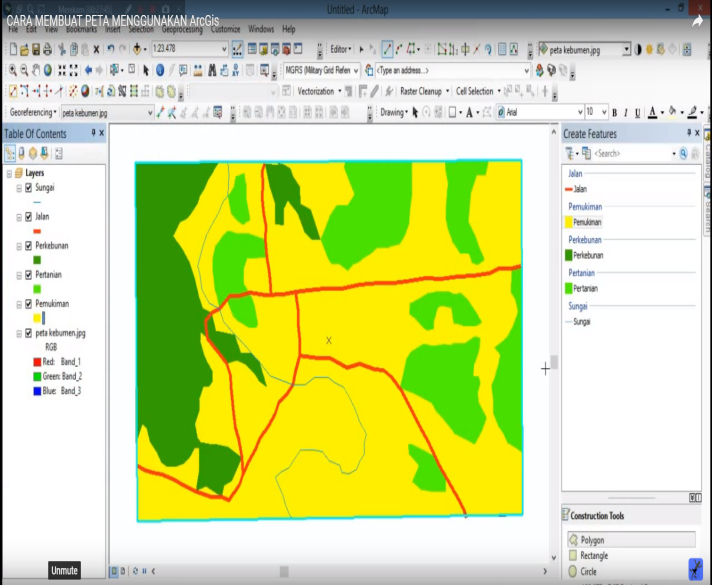 Untitled - ArcMap
CARA MEMBUAT PETA MENGGUNAKAN ArcGis
File Edit View Bookmarks Insert Selection Geoprocessing Customize Windows Help
1:23.478
Editor
peta kebumen.jpg
MGRS (Military Grid Referen
<Type an address...>
Vectorization
Raster Cleanup
Cell Selection
Georeferencing
peta kebumen.jpg
Drawing
A
Arial
10
B I U A
Table Of Contents
Layers
Sungai
Jalan
Perkebunan
Pertanian
Pemukiman
peta kebumen.jpg
RGB
Red: Band_1
Green: Band_2
Blue: Band_3
Create Features
<Search>
Jalan
Jalan
Pemukiman
Pemukiman
Perkebunan
Perkebunan
Pertanian
Pertanian
Sungai
Sungai
Catalog
Search
Construction Tools
Polygon
Rectangle
Circle
Unmute